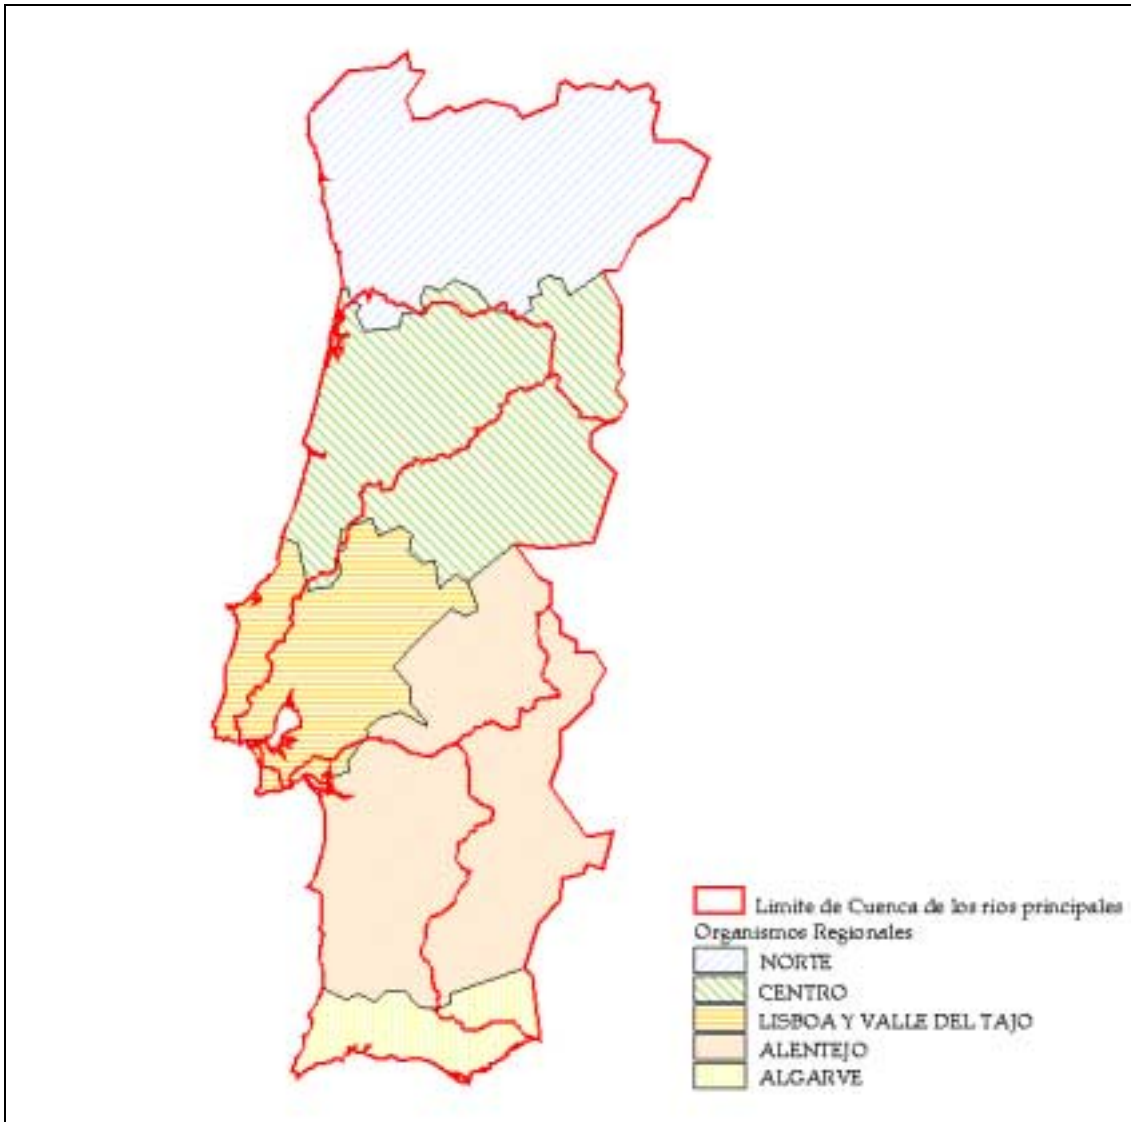 Limite de Cuenca de los rios principales
Organismos Regionales
NORTE
CENTRO
LISBOA Y VALLE DEL TAJO
ALENTEJO
ALGARVE